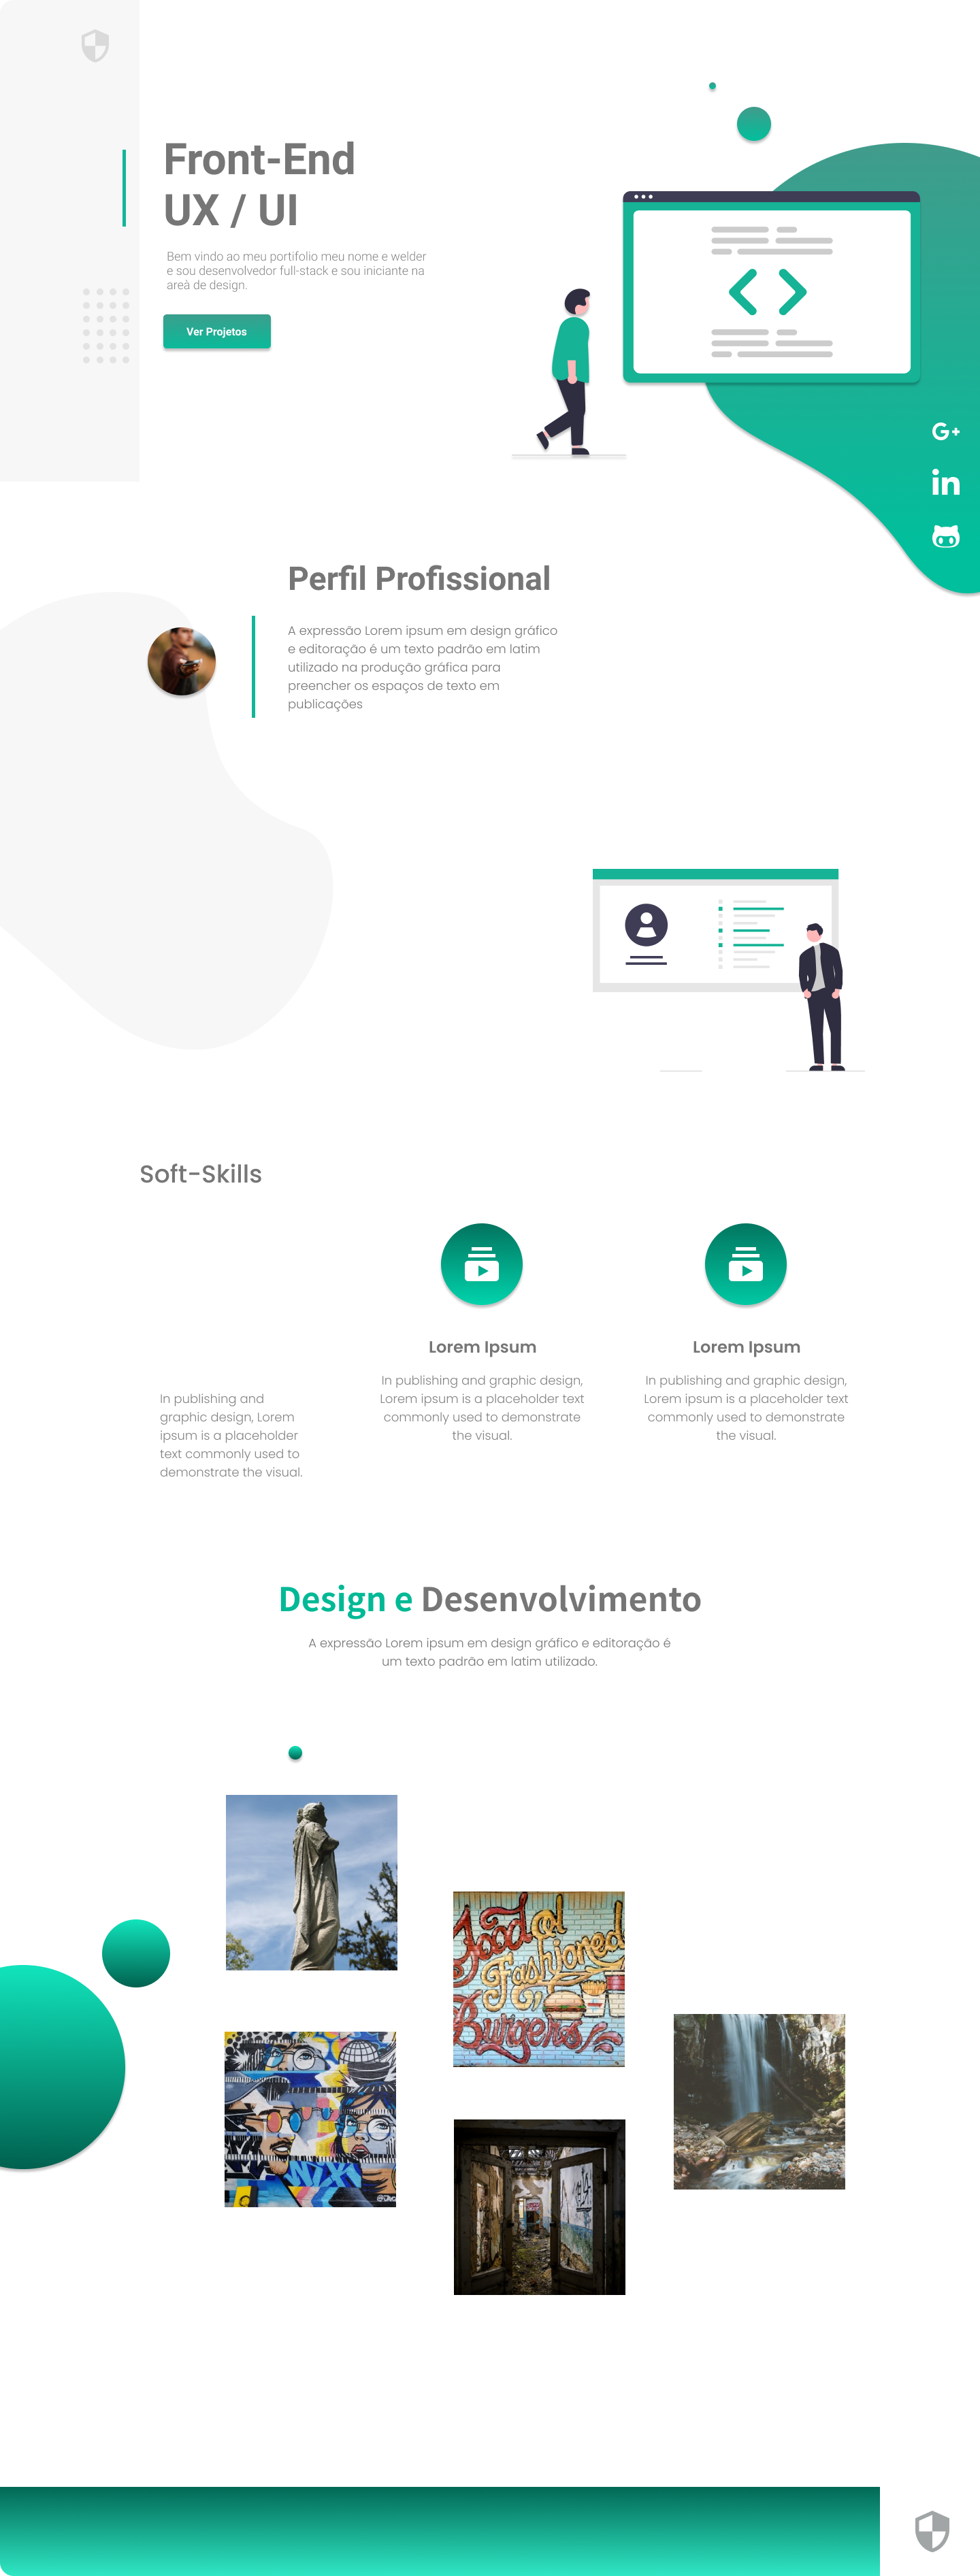 Front-End
UX / UI
Bem vindo ao meu portifolio meu nome e welder
e sou desenvolvedor full-stack e sou iniciante na
areà de design.
Ver Projetos
G+
in
Perfil Profissional
A expressão Lorem ipsum em design gráfico
e editoração é um texto padrão em latim
utilizado na produção gráfica para
preencher os espaços de texto em
publicações
Soft-Skills
In publishing and
graphic design, Lorem
ipsum is a placeholder
text commonly used to
demonstrate the visual.
Lorem Ipsum
In publishing and graphic design,
Lorem ipsum is a placeholder text
commonly used to demonstrate
the visual.
Lorem Ipsum
In publishing and graphic design,
Lorem ipsum is a placeholder text
commonly used to demonstrate
the visual.
Design e Desenvolvimento
A expressão Lorem ipsum em design gráfico e editoração é
um texto padrão em latim utilizado.
Good ol
Fashioned
Burgers